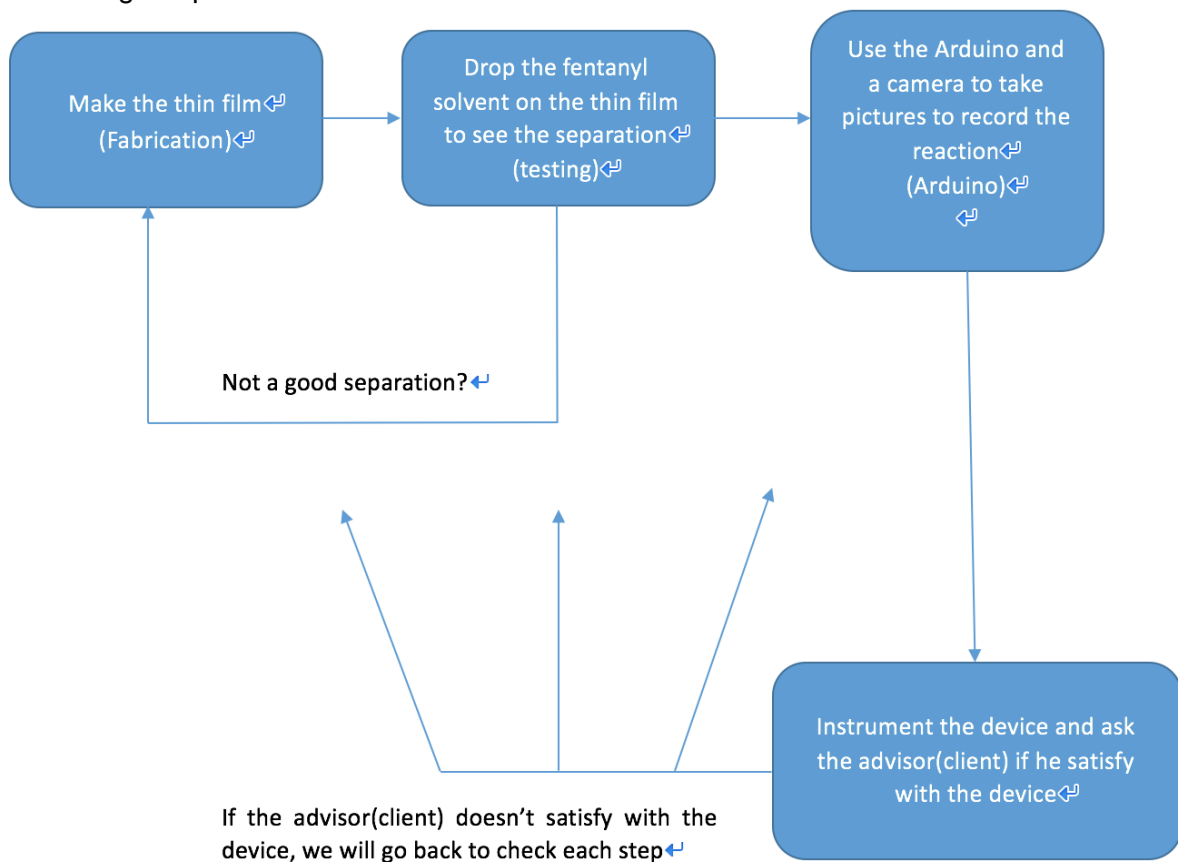 Make the thin film↵
(Fabrication)↵
Drop the fentanyl
solvent on the thin film
to see the separation↵
(testing)↵
Use the Arduino and
a camera to take
pictures to record the
reaction↵
(Arduino)↵
↵
Not a good separation?↵
Instrument the device and ask
the advisor(client) if he satisfy
with the device↵
If the advisor(client) doesn’t satisfy with the
device, we will go back to check each step↵